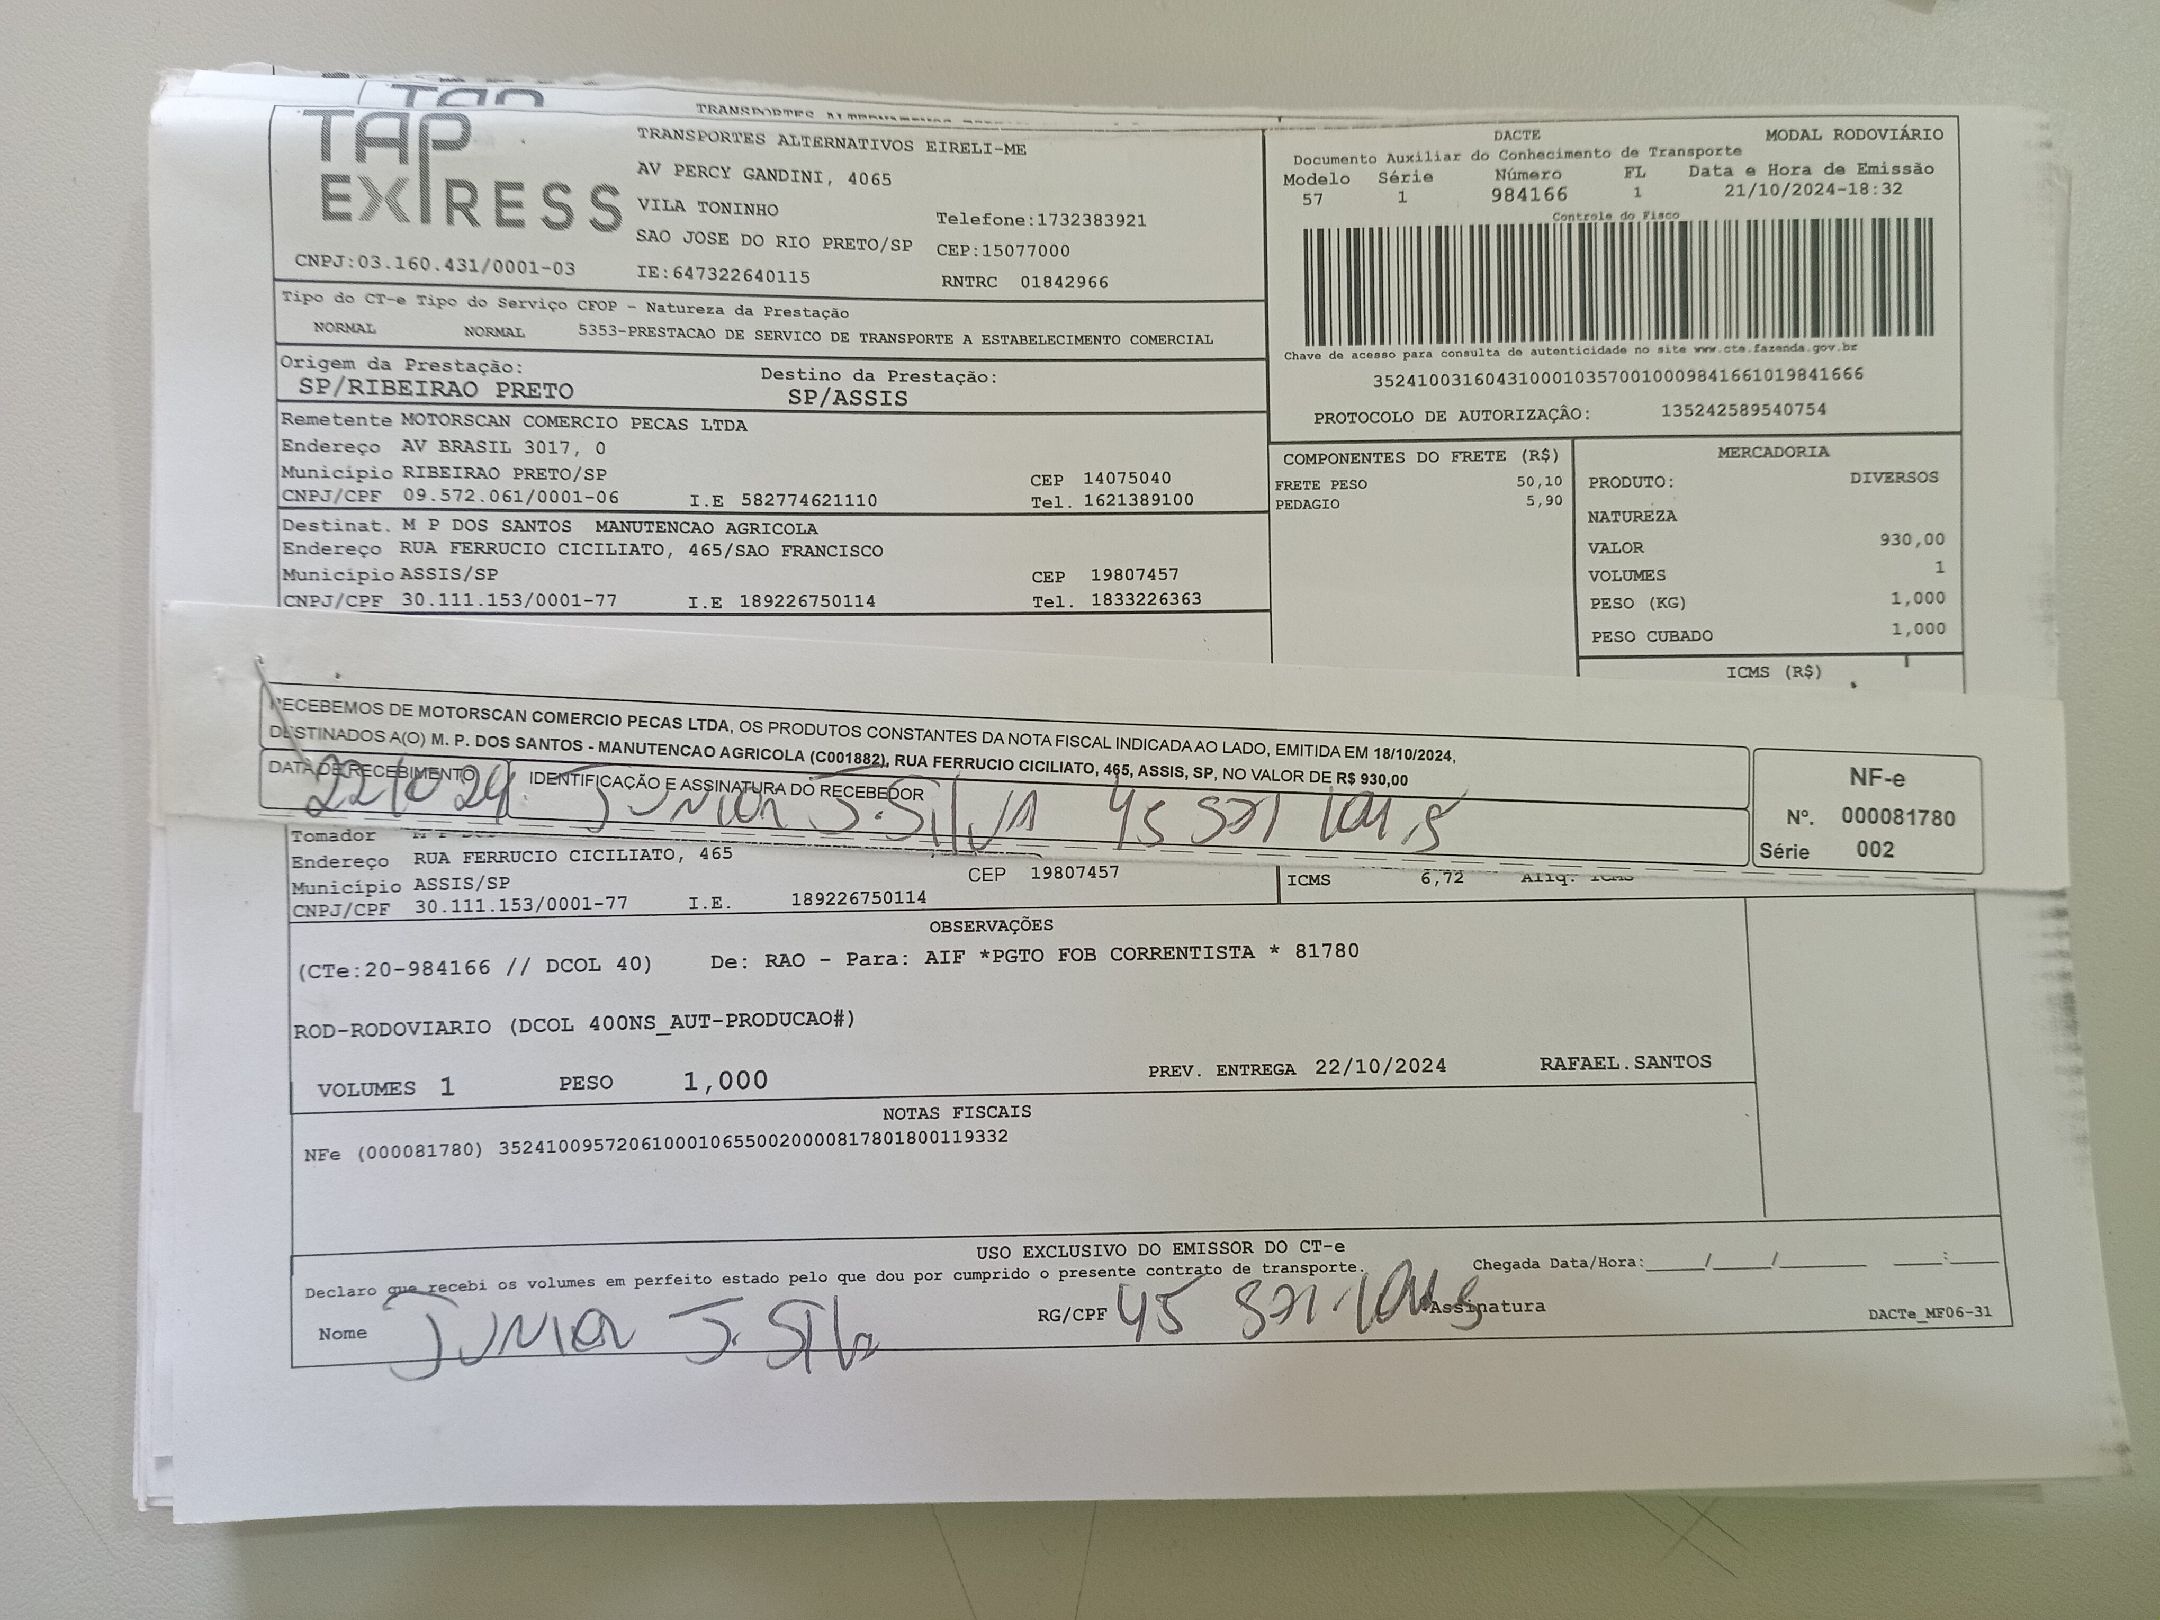 TAP
TRANSPORTES ALTERNATIVOS
TAP EXPRESS
CNPJ:03.160.431/0001-03
TRANSPORTES ALTERNATIVOS EIRELI-ME
AV PERCY GANDINI, 4065
VILA TONINHO
Telefone:1732383921
SAO JOSE DO RIO PRETO/SP CEP:15077000
IE:647322640115 RNTRC 01842966
DACTE MODAL RODOVIÁRIO
Documento Auxiliar do Conhecimento de Transporte
Modelo Série Número FL Data e Hora de Emissão
57 1 984166 1 21/10/2024-18:32
Controle do Fisco
Chave de acesso para consulta de autenticidade no site www.cte.fazenda.gov.br
35241003160431000103570010009841661019841666
PROTOCOLO DE AUTORIZAÇÃO: 135242589540754
Tipo do CT-e Tipo do Serviço CFOP - Natureza da Prestação
NORMAL NORMAL 5353-PRESTACAO DE SERVICO DE TRANSPORTE A ESTABELECIMENTO COMERCIAL
Origem da Prestação: Destino da Prestação:
SP/RIBEIRAO PRETO SP/ASSIS
Remetente MOTORSCAN COMERCIO PECAS LTDA
Endereço AV BRASIL 3017, 0
Município RIBEIRAO PRETO/SP CEP 14075040
CNPJ/CPF 09.572.061/0001-06 I.E 582774621110 Tel. 1621389100
Destinat. M P DOS SANTOS MANUTENCAO AGRICOLA
Endereço RUA FERRUCIO CICILIATO, 465/SAO FRANCISCO
Município ASSIS/SP CEP 19807457
CNPJ/CPF 30.111.153/0001-77 I.E 189226750114 Tel. 1833226363
COMPONENTES DO FRETE (R$)
FRETE PESO 50,10
PEDAGIO 5,90
MERCADORIA
PRODUTO: DIVERSOS
NATUREZA
VALOR 930,00
VOLUMES 1
PESO (KG) 1,000
PESO CUBADO 1,000
ICMS (R$)
RECEBEMOS DE MOTORSCAN COMERCIO PECAS LTDA, OS PRODUTOS CONSTANTES DA NOTA FISCAL INDICADA AO LADO, EMITIDA EM 18/10/2024,
DESTINADOS A(O) M. P. DOS SANTOS - MANUTENCAO AGRICOLA (C001882), RUA FERRUCIO CICILIATO, 465, ASSIS, SP, NO VALOR DE R$ 930,00
DATA DE RECEBIMENTO IDENTIFICAÇÃO E ASSINATURA DO RECEBEDOR
22/10/24 JUNIOR J. SILVA 45
NF-e
Nº. 000081780
Série 002
Tomador M P DOS
Endereço RUA FERRUCIO CICILIATO, 465
Município ASSIS/SP CEP 19807457
CNPJ/CPF 30.111.153/0001-77 I.E. 189226750114
ICMS 6,72 Aliq. ICMS
OBSERVAÇÕES
(CTe:20-984166 // DCOL 40) De: RAO - Para: AIF *PGTO FOB CORRENTISTA * 81780
ROD-RODOVIARIO (DCOL 400NS_AUT-PRODUCAO#)
VOLUMES 1 PESO 1,000 PREV. ENTREGA 22/10/2024 RAFAEL.SANTOS
NOTAS FISCAIS
NFe (000081780) 35241009572061000106550020000817801800119332
USO EXCLUSIVO DO EMISSOR DO CT-e
Declaro que recebi os volumes em perfeito estado pelo que dou por cumprido o presente contrato de transporte. Chegada Data/Hora:_____/_____/________ ____:____
Nome JUNIOR J. Silva RG/CPF 45 Assinatura
DACTe_MF06-31